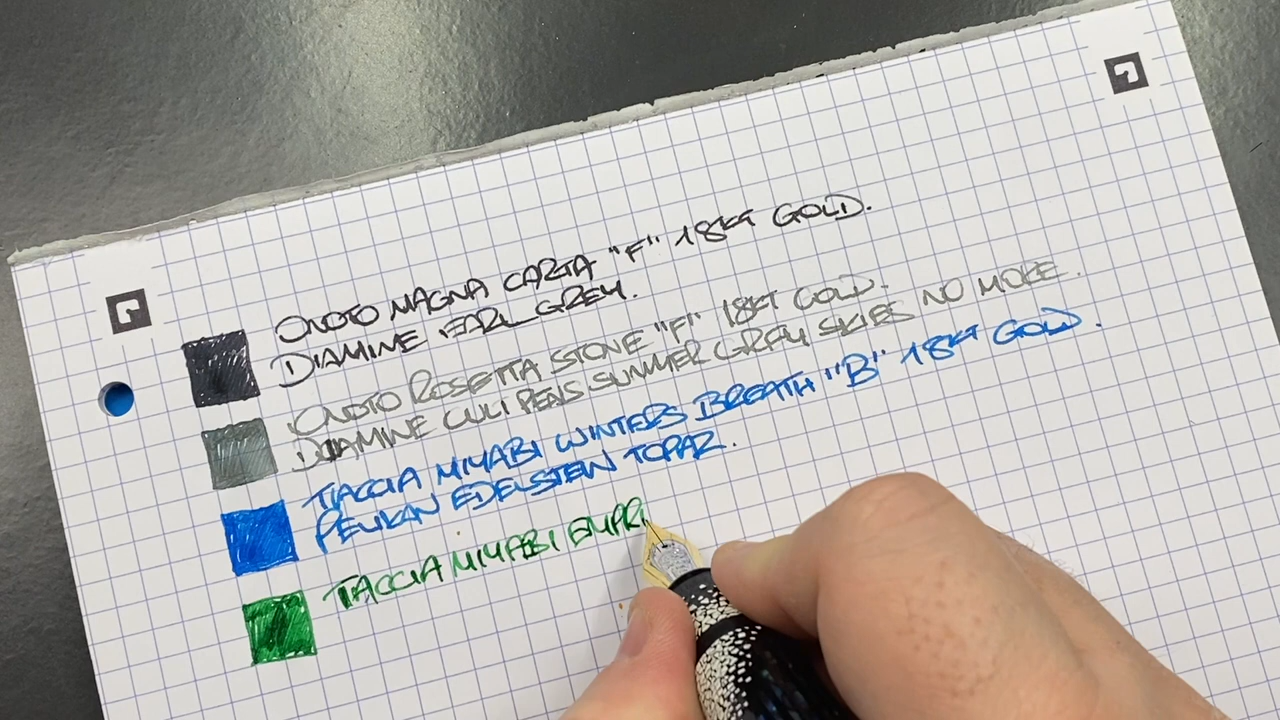 ONOTO MAGNA CARTA "F" 18KT GOLD.
DIAMINE EARL GREY.
ONOTO ROSETTA STONE "F" 18KT GOLD.
DIAMINE CULT PENS SUMMER GREY SKIES NO MORE.
TACCIA MIYABI WINTERS BREATH "B" 18KT GOLD.
PELIKAN EDELSTEIN TOPAZ.
TACCIA MIYABI EMPR